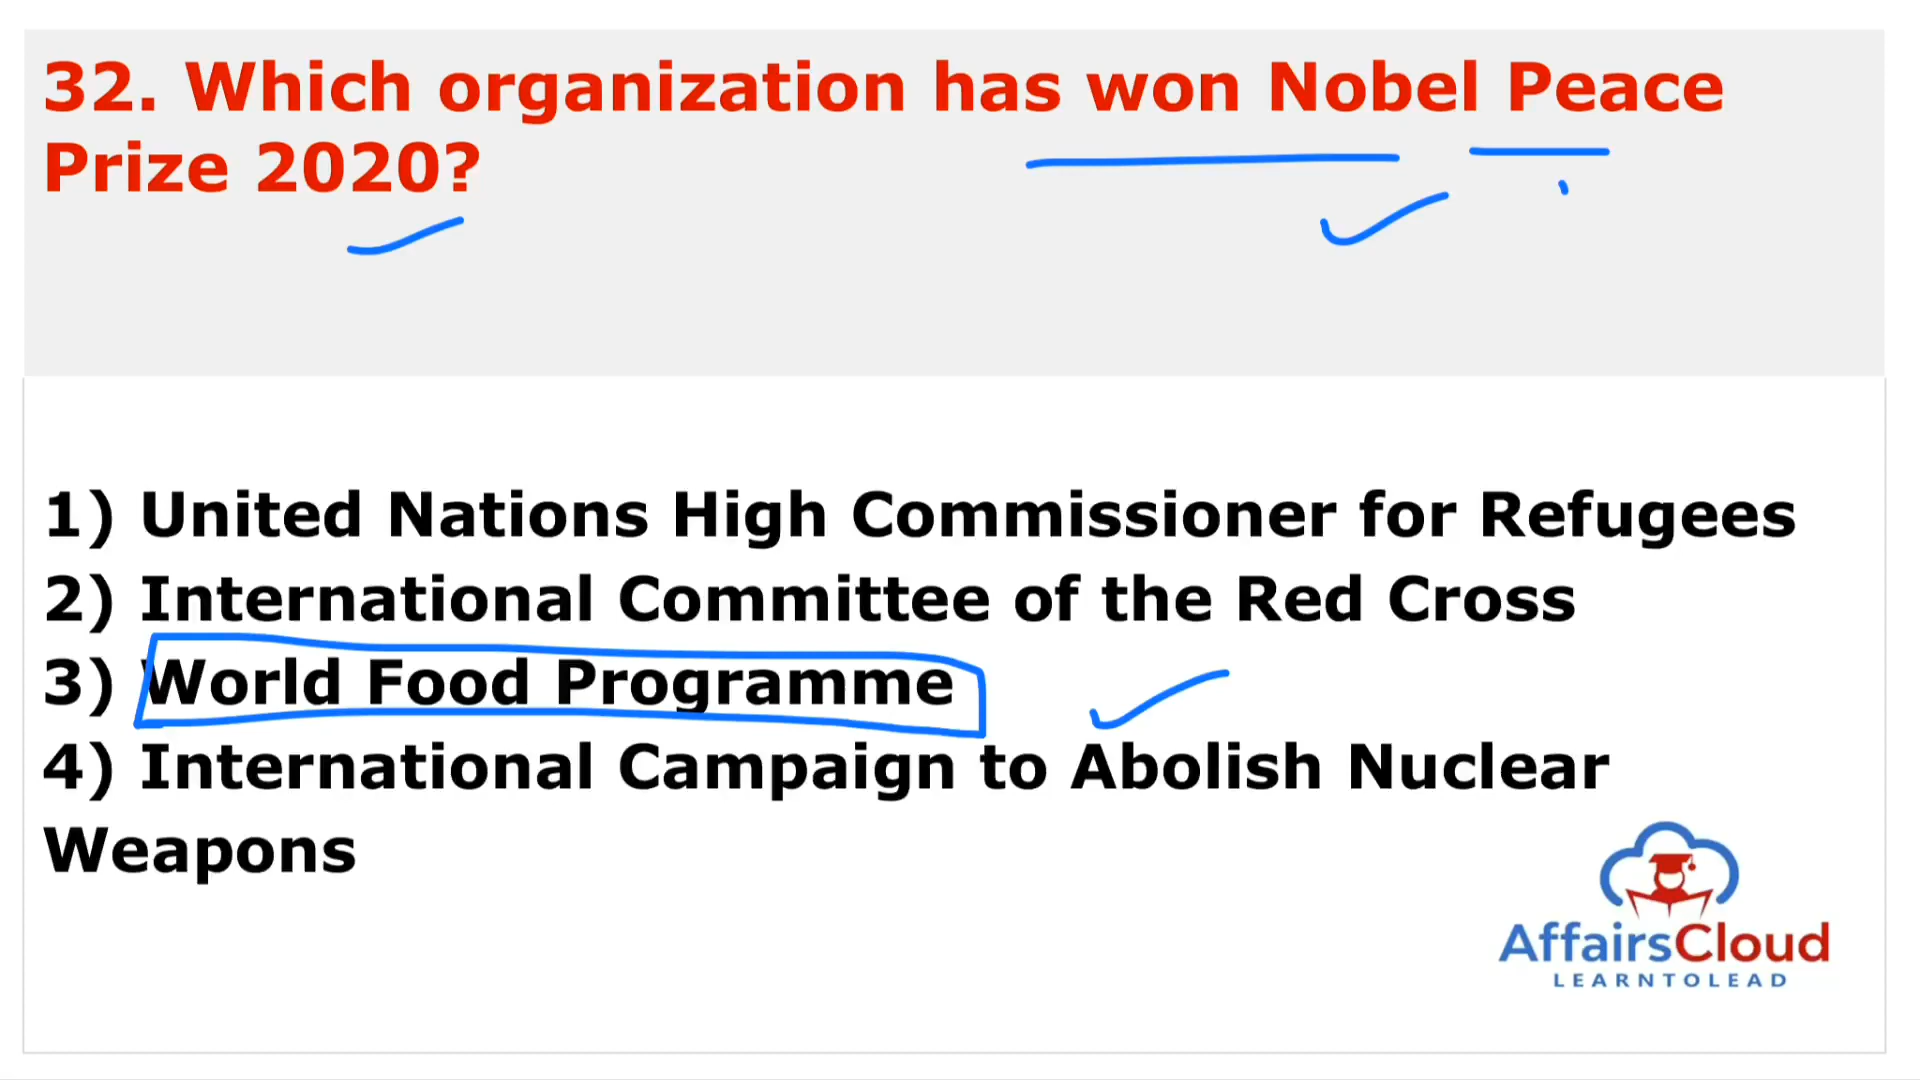 32. Which organization has won Nobel Peace
Prize 2020?
1) United Nations High Commissioner for Refugees
2) International Committee of the Red Cross
3) World Food Programme
4) International Campaign to Abolish Nuclear
Weapons
AffairsCloud
LEARNTOLEAD